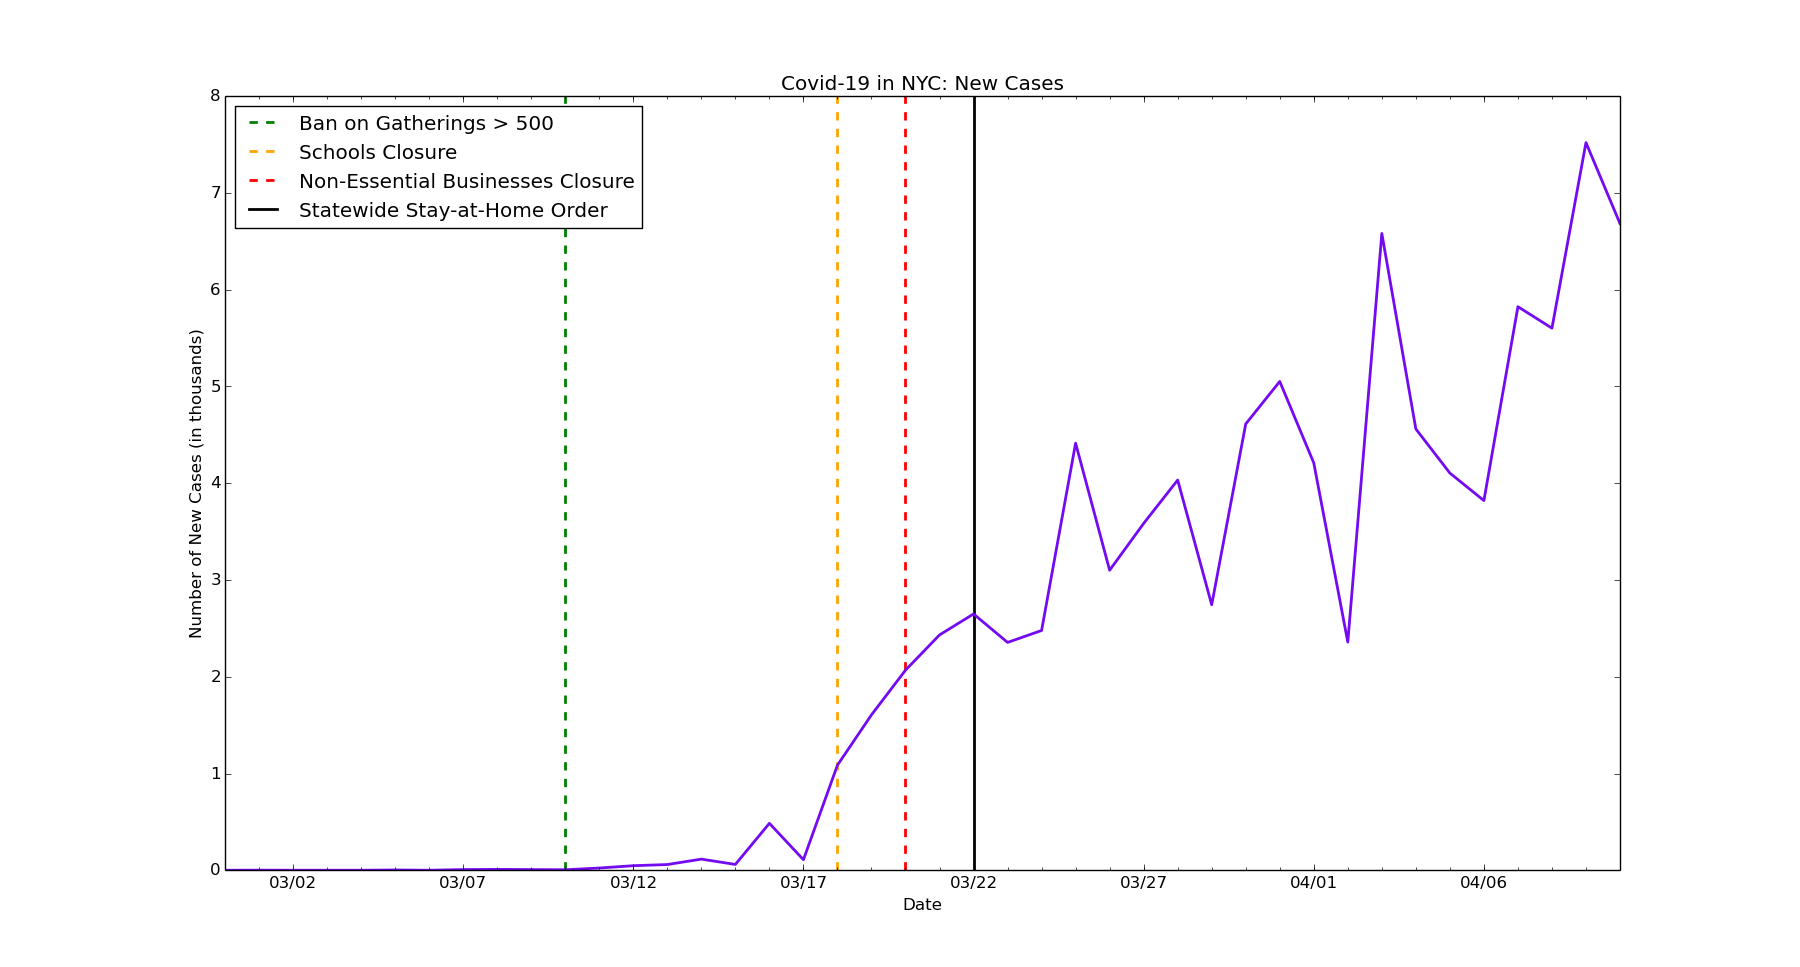 Covid-19 in NYC: New Cases
Ban on Gatherings > 500
Schools Closure
Non-Essential Businesses Closure
Statewide Stay-at-Home Order
Number of New Cases (in thousands)
8
7
6
5
4
3
2
1
0
03/02 03/07 03/12 03/17 03/22 03/27 04/01 04/06
Date